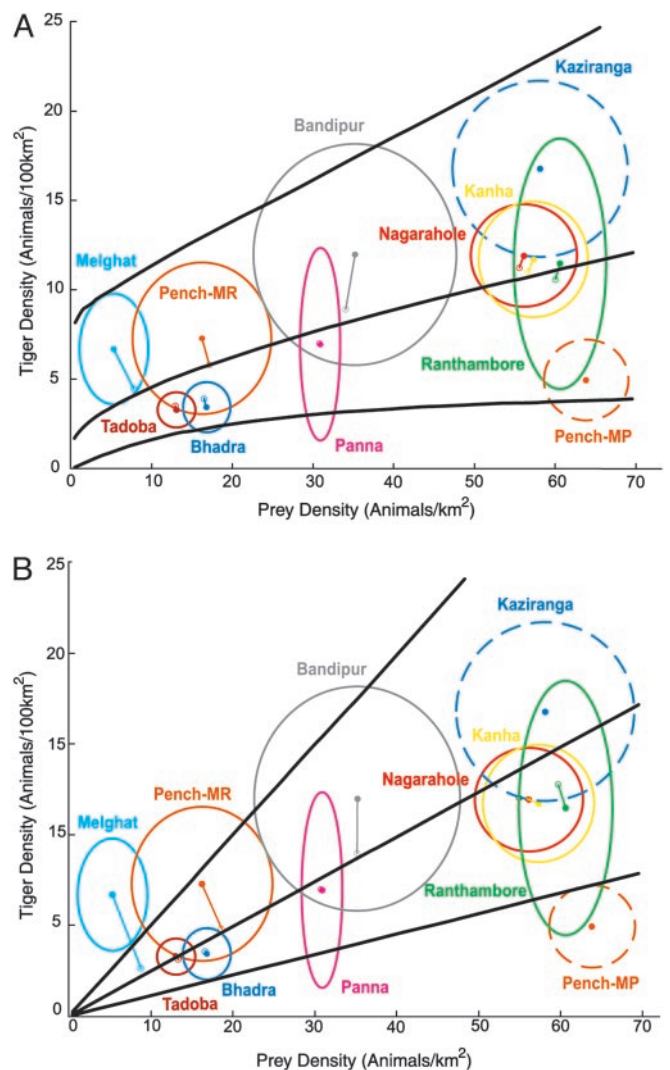 A
25
20
15
10
5
0
Tiger Density (Animals/100km²)
Kaziranga
Bandipur
Kanha
Nagarahole
Melghat
Pench-MR
Ranthambore
Tadoba
Bhadra
Panna
Pench-MP
0 10 20 30 40 50 60 70
Prey Density (Animals/km²)
B
25
20
15
15
5
0
Tiger Density (Animals/100km²)
Kaziranga
Bandipur
Kanha
Nagarahole
Pench-MR
Melghat
Ranthambore
Tadoba
Bhadra
Panna
Pench-MP
0 10 20 30 40 50 60 70
Prey Density (Animals/km²)